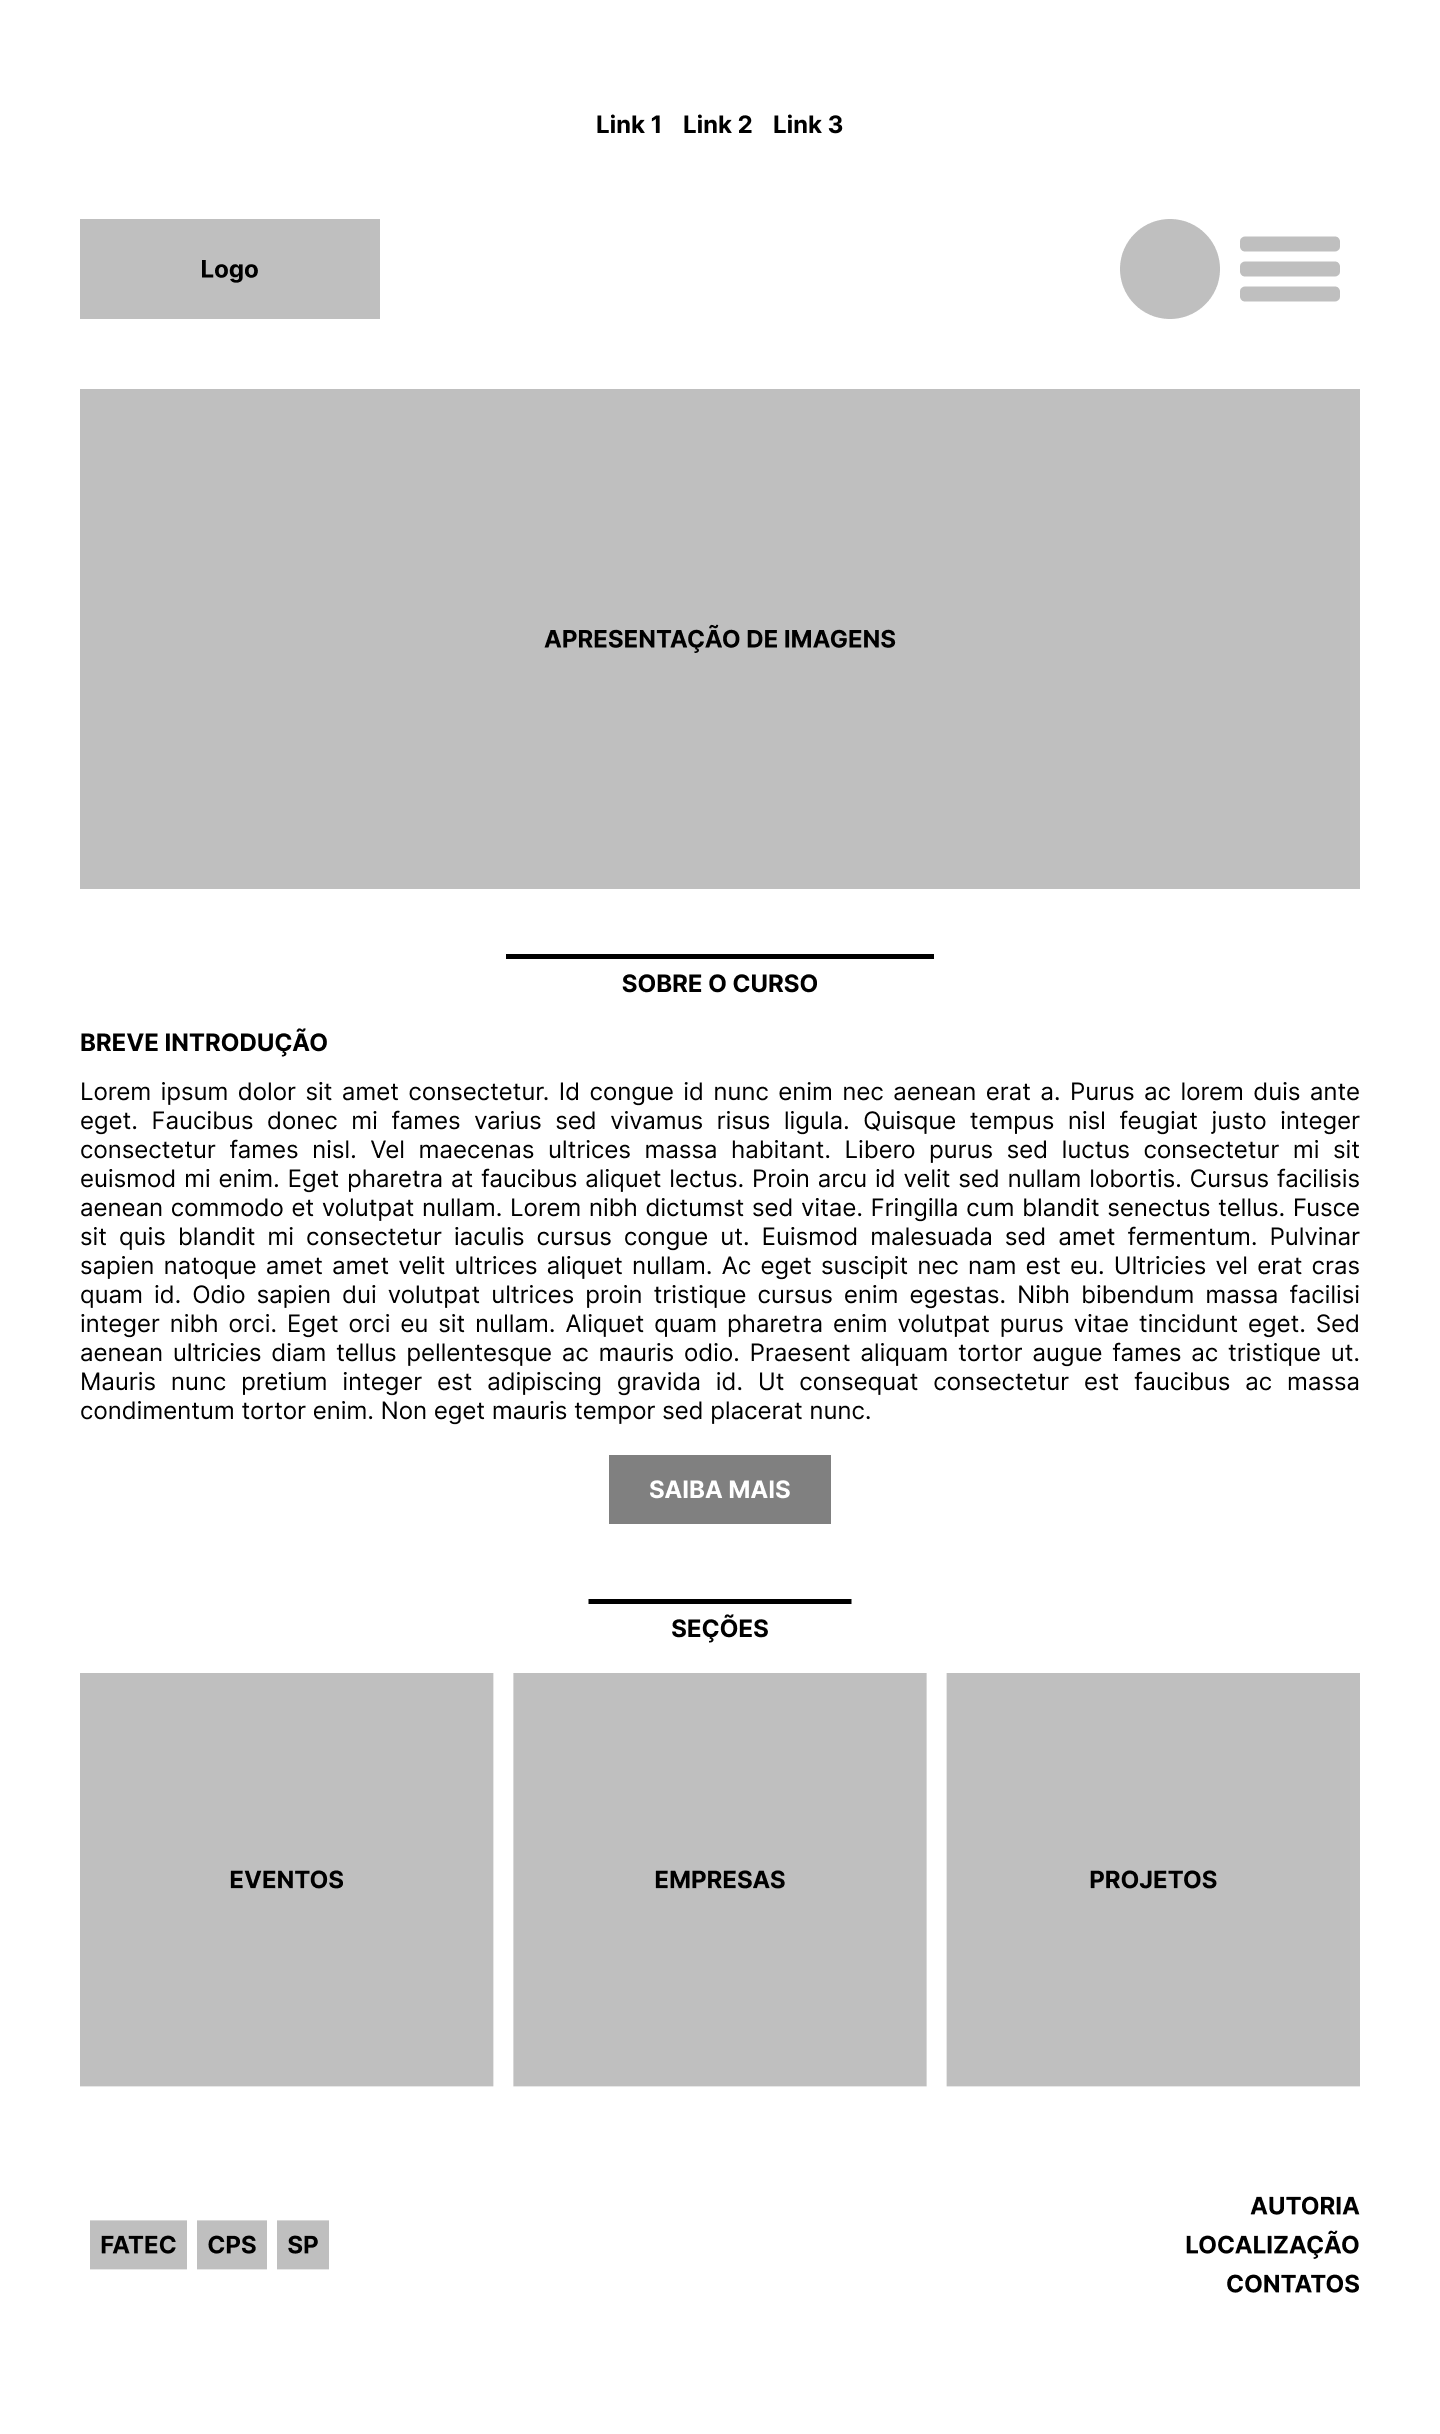 Link 1 Link 2 Link 3
Logo
APRESENTAÇÃO DE IMAGENS
SOBRE O CURSO
BREVE INTRODUÇÃO
Lorem ipsum dolor sit amet consectetur. Id congue id nunc enim nec aenean erat a. Purus ac lorem duis ante
eget. Faucibus donec mi fames varius sed vivamus risus ligula. Quisque tempus nisl feugiat justo integer
consectetur fames nisl. Vel maecenas ultrices massa habitant. Libero purus sed luctus consectetur mi sit
euismod mi enim. Eget pharetra at faucibus aliquet lectus. Proin arcu id velit sed nullam lobortis. Cursus facilisis
aenean commodo et volutpat nullam. Lorem nibh dictumst sed vitae. Fringilla cum blandit senectus tellus. Fusce
sit quis blandit mi consectetur iaculis cursus congue ut. Euismod malesuada sed amet fermentum. Pulvinar
sapien natoque amet amet velit ultrices aliquet nullam. Ac eget suscipit nec nam est eu. Ultricies vel erat cras
quam id. Odio sapien dui volutpat ultrices proin tristique cursus enim egestas. Nibh bibendum massa facilisi
integer nibh orci. Eget orci eu sit nullam. Aliquet quam pharetra enim volutpat purus vitae tincidunt eget. Sed
aenean ultricies diam tellus pellentesque ac mauris odio. Praesent aliquam tortor augue fames ac tristique ut.
Mauris nunc pretium integer est adipiscing gravida id. Ut consequat consectetur est faucibus ac massa
condimentum tortor enim. Non eget mauris tempor sed placerat nunc.
SAIBA MAIS
SEÇÕES
EVENTOS EMPRESAS PROJETOS
FATEC CPS SP
AUTORIA
LOCALIZAÇÃO
CONTATOS